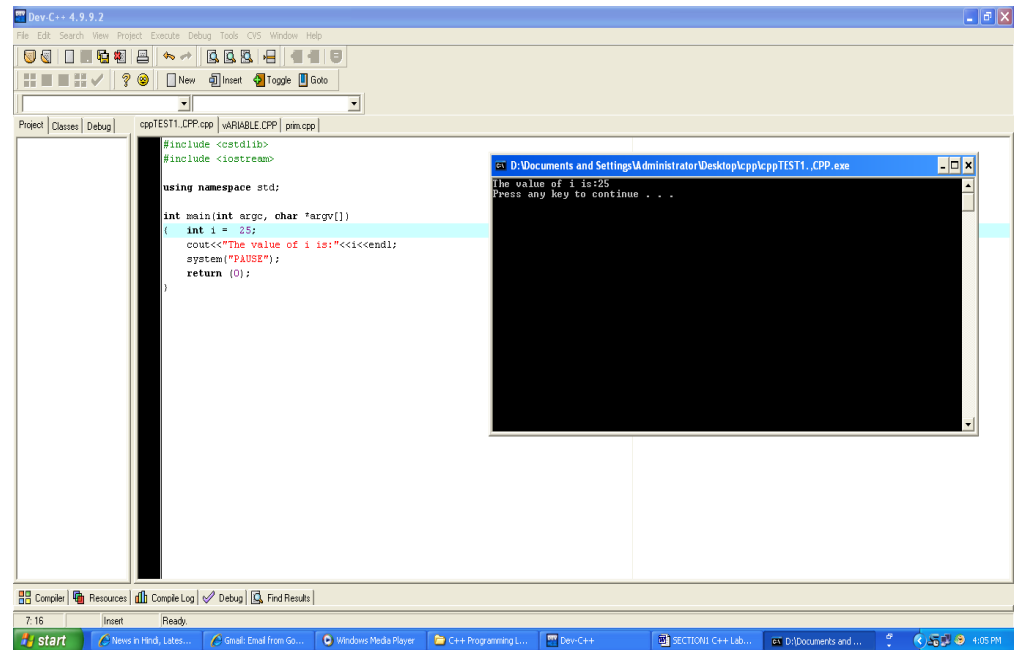 Dev-C++ 4.9.9.2
File Edit Search View Project Execute Debug Tools CVS Window Help
New Insert Toggle Goto
Project Classes Debug
cppTEST1.,CPP.cpp vARIABLE.CPP prim.cpp
#include <cstdlib>
#include <iostream>
using namespace std;
int main(int argc, char *argv[])
{ int i = 25;
cout<<"The value of i is:"<<i<<endl;
system("PAUSE");
return (0);
}
D:\Documents and Settings\Administrator\Desktop\cpp\cppTEST1.,CPP.exe
The value of i is:25
Press any key to continue . . .
Compiler Resources Compile Log Debug Find Results
7: 16 Insert Ready.
start News in Hindi, Lates... Gmail: Email from Go... Windows Media Player C++ Programming L... Dev-C++ SECTION1 C++ Lab... D:\Documents and ... 4:05 PM